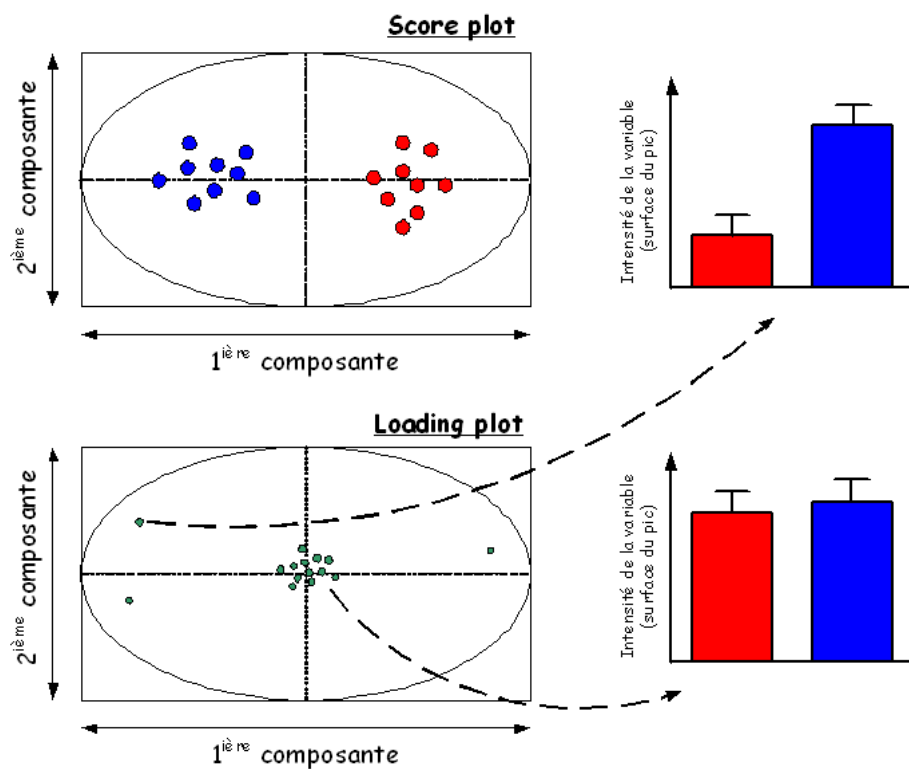 Score plot
2ième composante
1ière composante
Intensité de la variable
(surface du pic)
Loading plot
2ième composante
1ière composante
Intensité de la variable
(surface du pic)